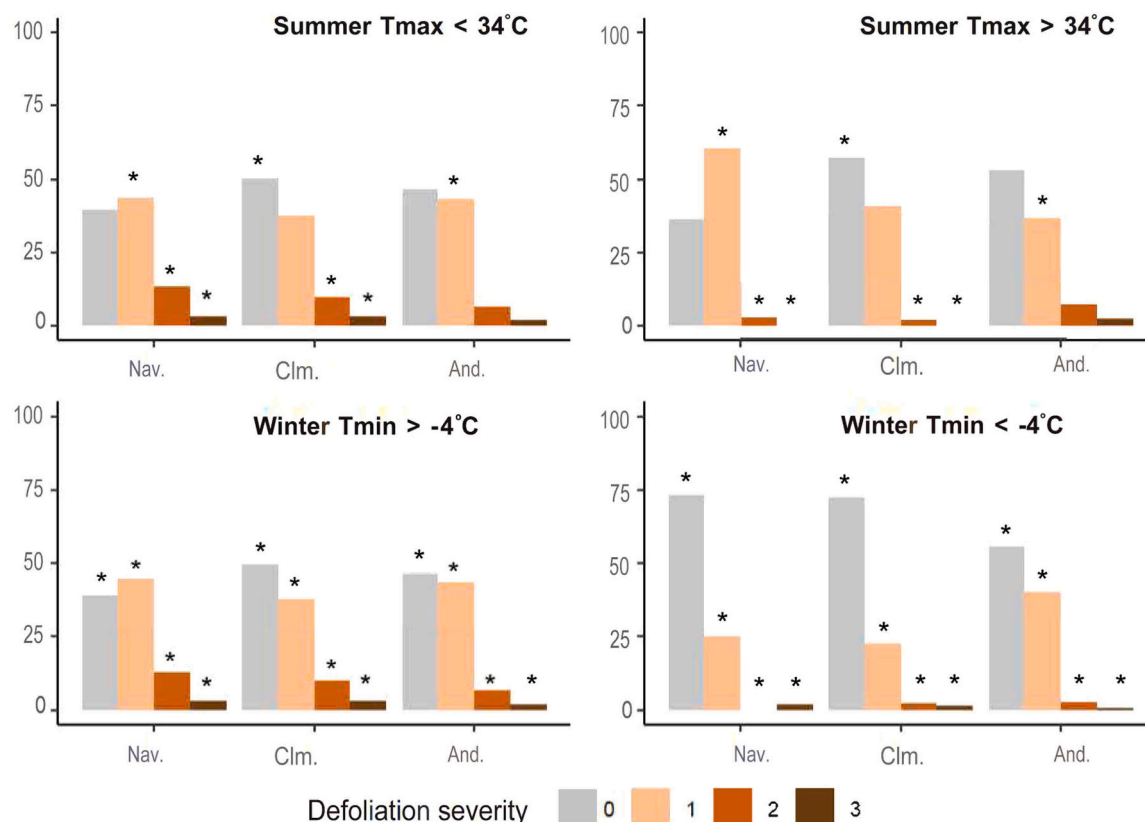 Summer Tmax < 34°C
100
75
50
25
0
* * * * * * *
Nav. Clm. And.
Summer Tmax > 34°C
100
75
50
25
0
* * * * * * *
Nav. Clm. And.
Winter Tmin > -4°C
100
75
50
25
0
* * * * * * * * * * * *
Nav. Clm. And.
Winter Tmin < -4°C
100
75
50
25
0
* * * * * * * * * * * *
Nav. Clm. And.
Defoliation severity 0 1 2 3